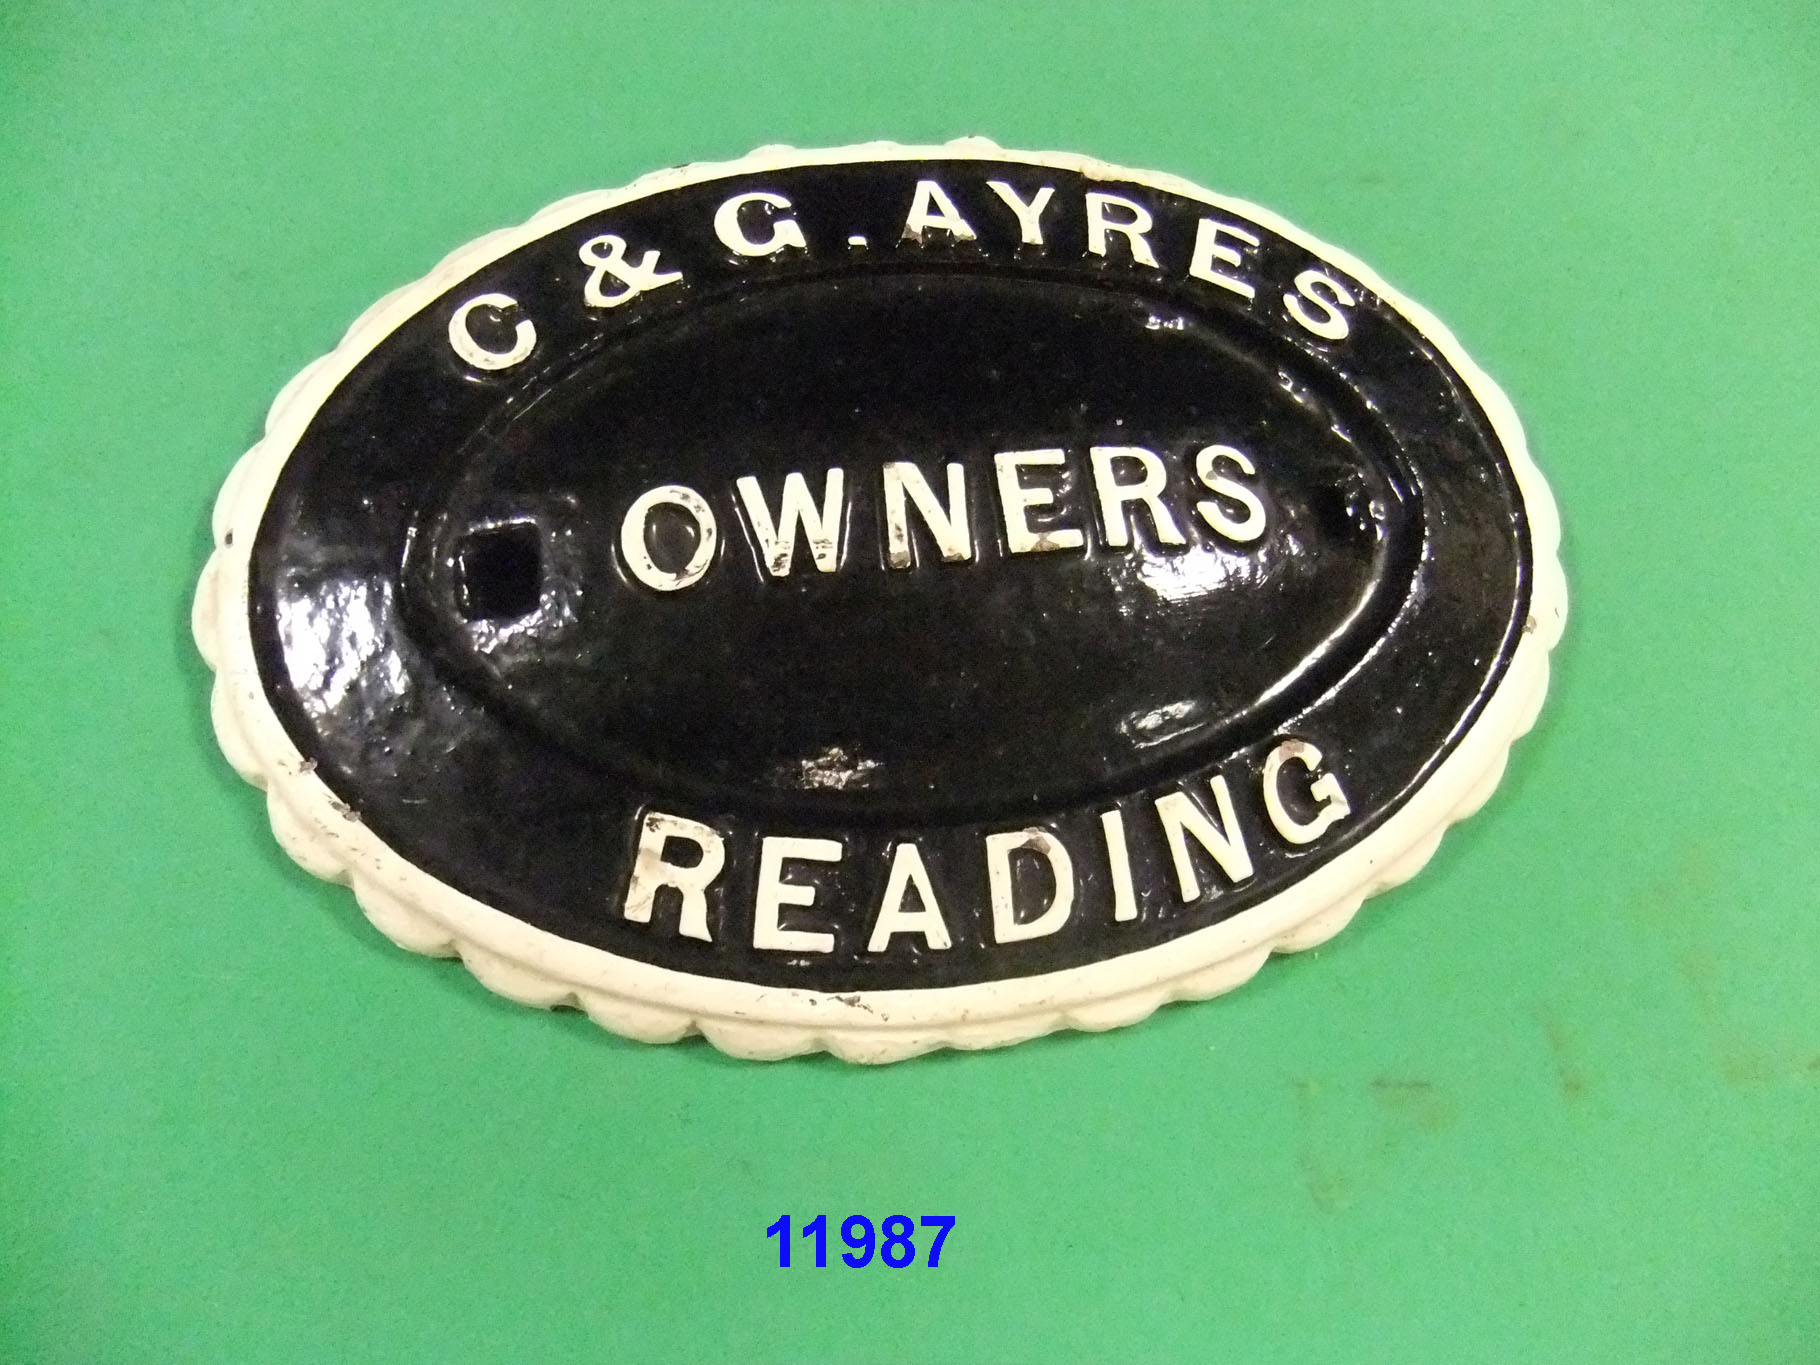 C & G. AYRES
OWNERS
READING
11987